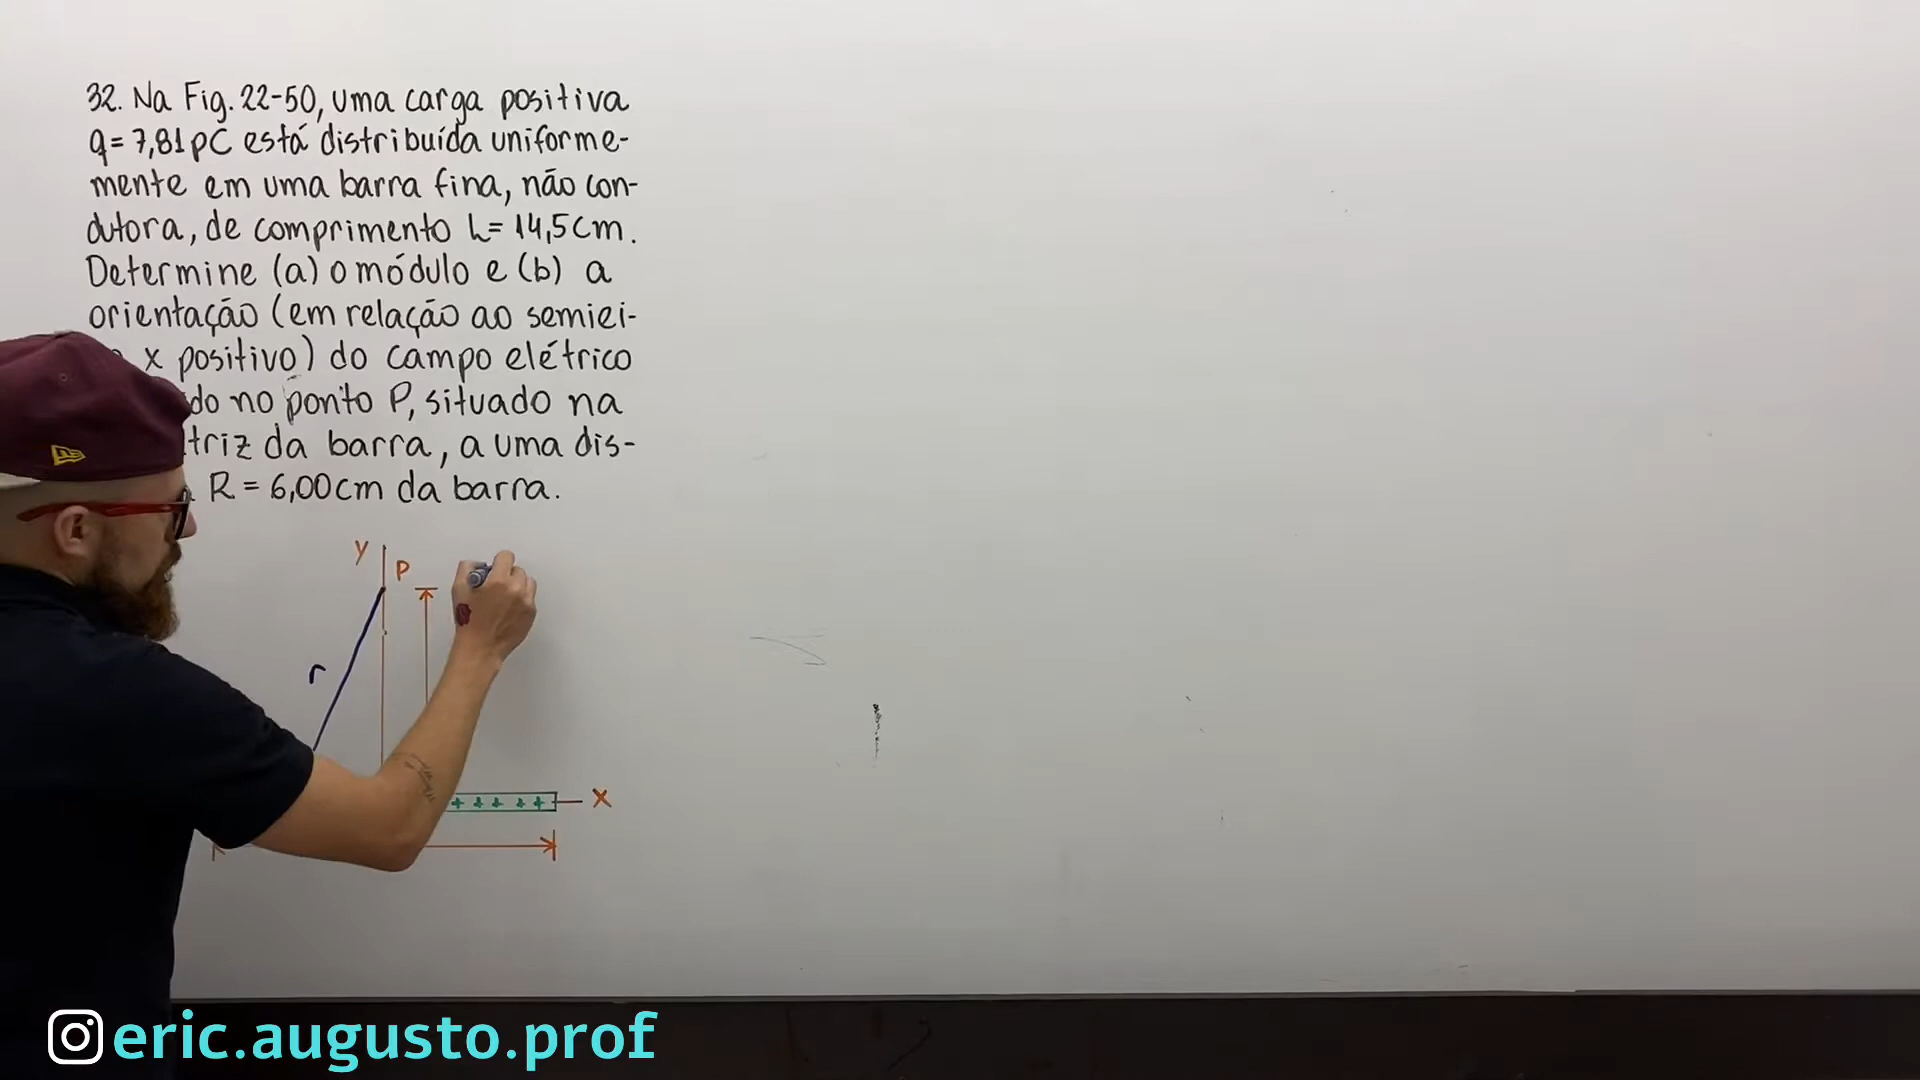 32. Na Fig. 22-50, uma carga positiva
q = 7,81 pC está distribuída uniforme-
mente em uma barra fina, não con-
dutora, de comprimento L = 14,5 cm.
Determine (a) o módulo e (b) a
orientação (em relação ao semiei-
x positivo) do campo elétrico
do no ponto P, situado na
triz da barra, a uma dis-
R = 6,00 cm da barra.
y
P
r
+ + + + +
x
eric.augusto.prof